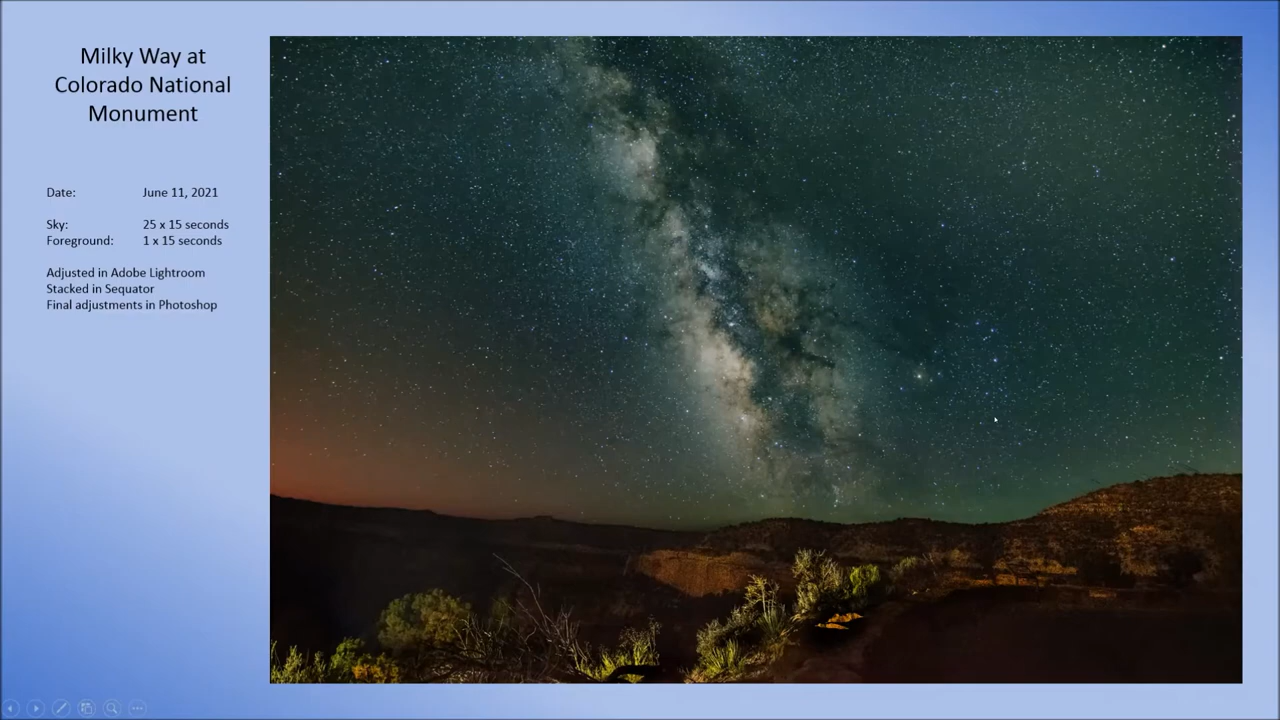 Milky Way at
Colorado National
Monument
Date: June 11, 2021
Sky: 25 x 15 seconds
Foreground: 1 x 15 seconds
Adjusted in Adobe Lightroom
Stacked in Sequator
Final adjustments in Photoshop